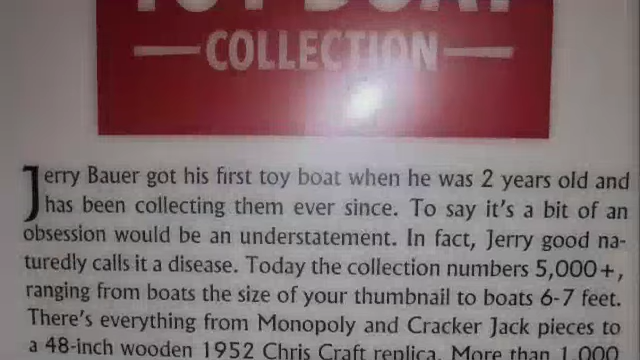 TOY BOAT
COLLECTION
Jerry Bauer got his first toy boat when he was 2 years old and
has been collecting them ever since. To say it's a bit of an
obsession would be an understatement. In fact, Jerry good na-
turedly calls it a disease. Today the collection numbers 5,000+,
ranging from boats the size of your thumbnail to boats 6-7 feet.
There's everything from Monopoly and Cracker Jack pieces to
a 48-inch wooden 1952 Chris Craft replica. More than 1,000